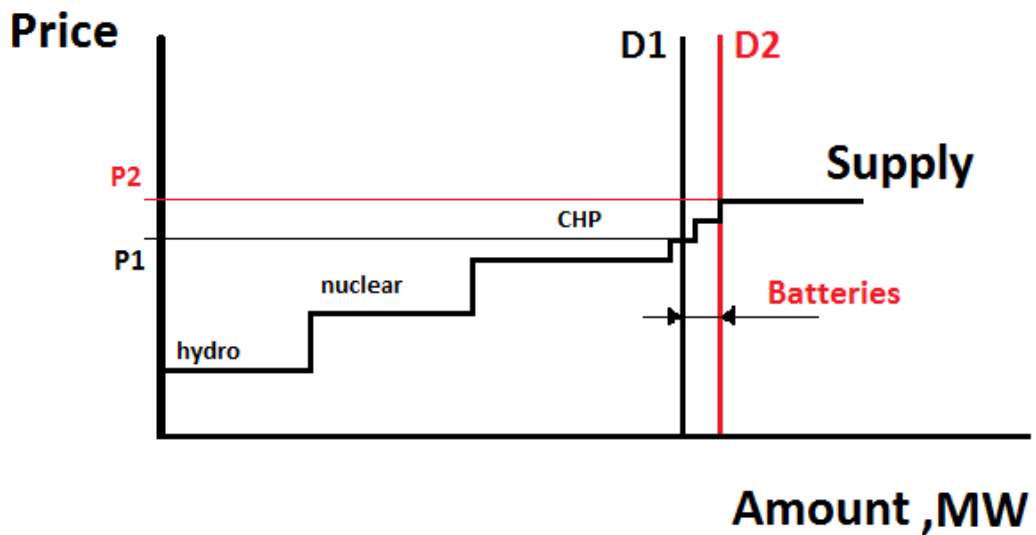 Price
D1
D2
P2
Supply
CHP
P1
nuclear
Batteries
hydro
Amount ,MW